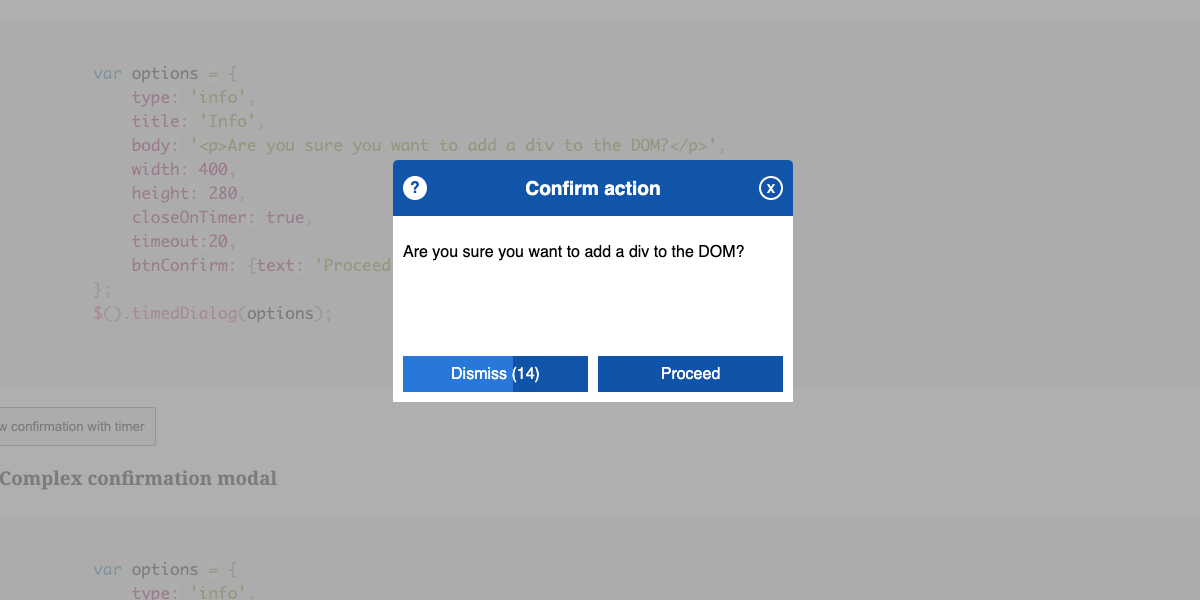 var options = {
type: 'info',
title: 'Info',
body: '<p>Are you sure you want to add a div to the DOM?</p>',
width: 400,
height: 280,
closeOnTimer: true,
timeout:20,
btnConfirm: {text: 'Proceed
};
$().timedDialog(options);
? Confirm action X
Are you sure you want to add a div to the DOM?
Dismiss (14) Proceed
w confirmation with timer
Complex confirmation modal
var options = {
type: 'info',